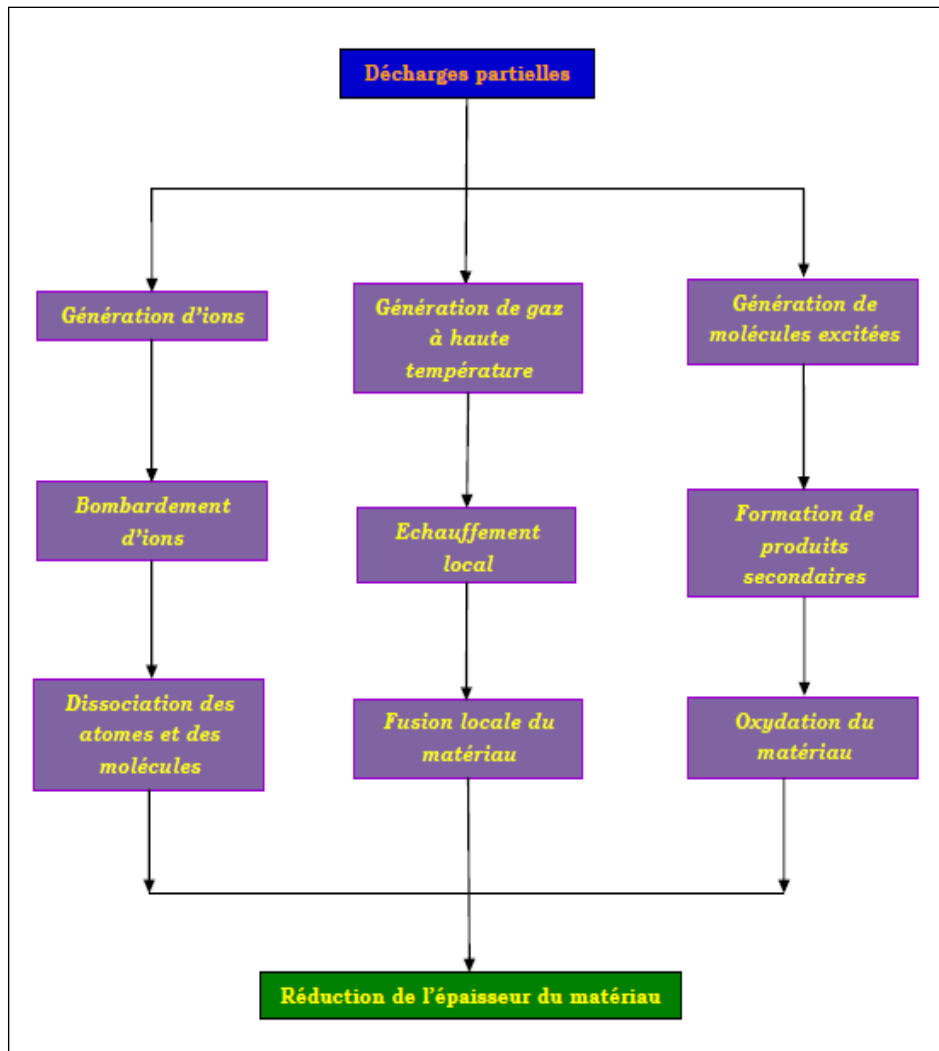 Décharges partielles
Génération d'ions
Génération de gaz
à haute
température
Génération de
molécules excitées
Bombardement
d'ions
Echauffement
local
Formation de
produits
secondaires
Dissociation des
atomes et des
molécules
Fusion locale du
matériau
Oxydation du
matériau
Réduction de l'épaisseur du matériau